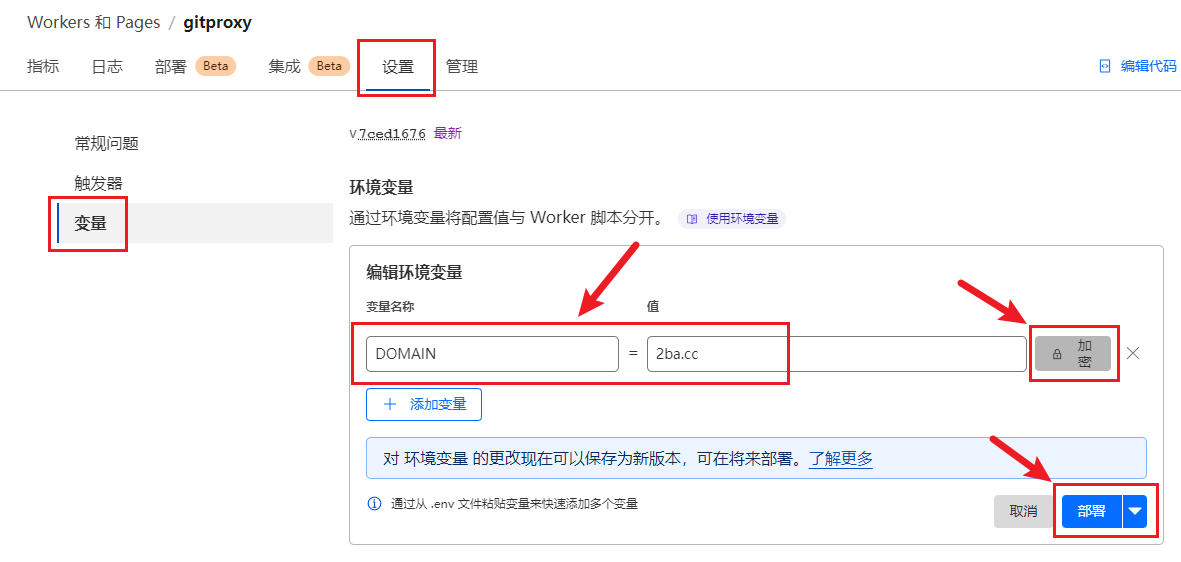 Workers 和 Pages / gitproxy
指标 日志 部署 Beta 集成 Beta 设置 管理 编辑代码
常规问题
触发器
变量
v7ced1676 最新
环境变量
通过环境变量将配置值与 Worker 脚本分开。 使用环境变量
编辑环境变量
变量名称 值
DOMAIN = 2ba.cc 加密
+ 添加变量
对 环境变量 的更改现在可以保存为新版本，可在将来部署。了解更多
通过从 .env 文件粘贴变量来快速添加多个变量
取消 部署